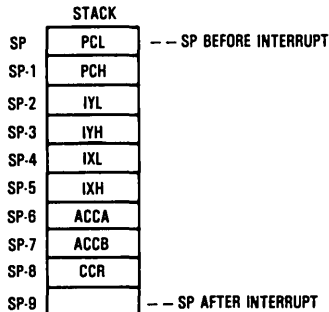 STACK
SP PCL – – SP BEFORE INTERRUPT
SP-1 PCH
SP-2 IYL
SP-3 IYH
SP-4 IXL
SP-5 IXH
SP-6 ACCA
SP-7 ACCB
SP-8 CCR
SP-9 – – SP AFTER INTERRUPT